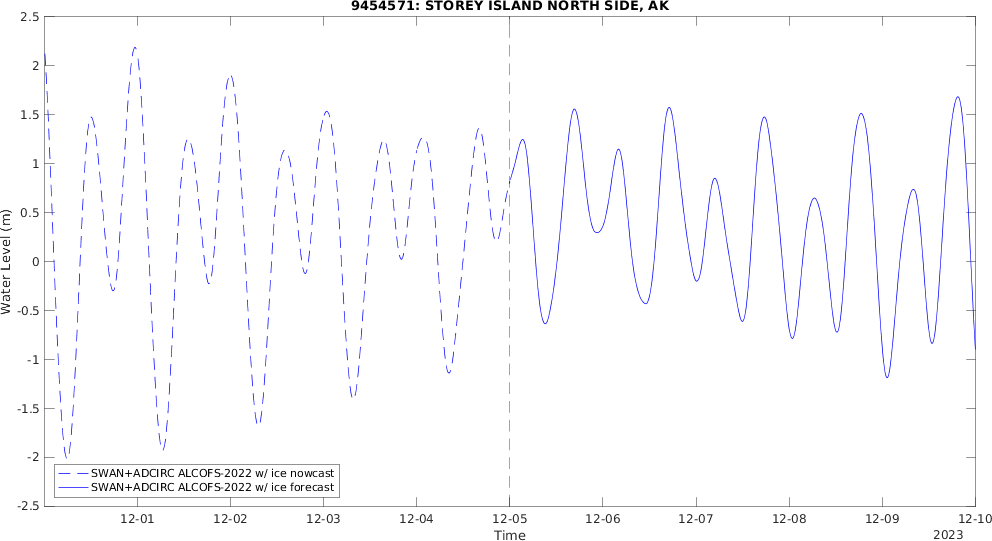 9454571: STOREY ISLAND NORTH SIDE, AK
2.5
2
1.5
1
0.5
0
-0.5
-1
-1.5
-2
-2.5
Water Level (m)
SWAN+ADCIRC ALCOFS-2022 w/ ice nowcast
SWAN+ADCIRC ALCOFS-2022 w/ ice forecast
12-01 12-02 12-03 12-04 12-05 12-06 12-07 12-08 12-09 12-10
Time
2023